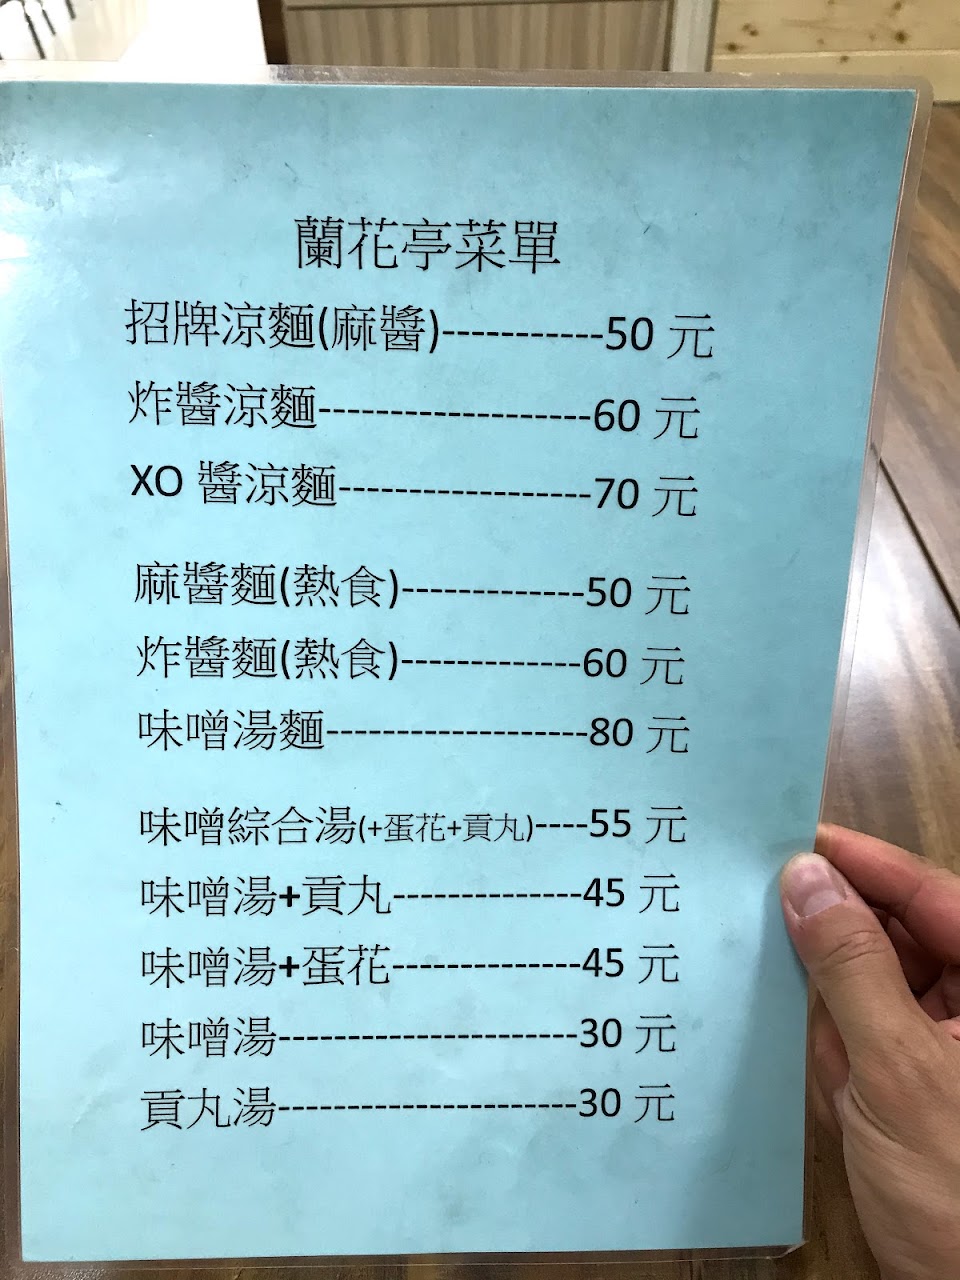 蘭花亭菜單
招牌涼麵(麻醬)-----------50 元
炸醬涼麵-------------------60 元
XO 醬涼麵------------------70 元
麻醬麵(熱食)-------------50 元
炸醬麵(熱食)-------------60 元
味噌湯麵-------------------80 元
味噌綜合湯(+蛋花+貢丸)----55 元
味噌湯+貢丸--------------45 元
味噌湯+蛋花--------------45 元
味噌湯----------------------30 元
貢丸湯----------------------30 元